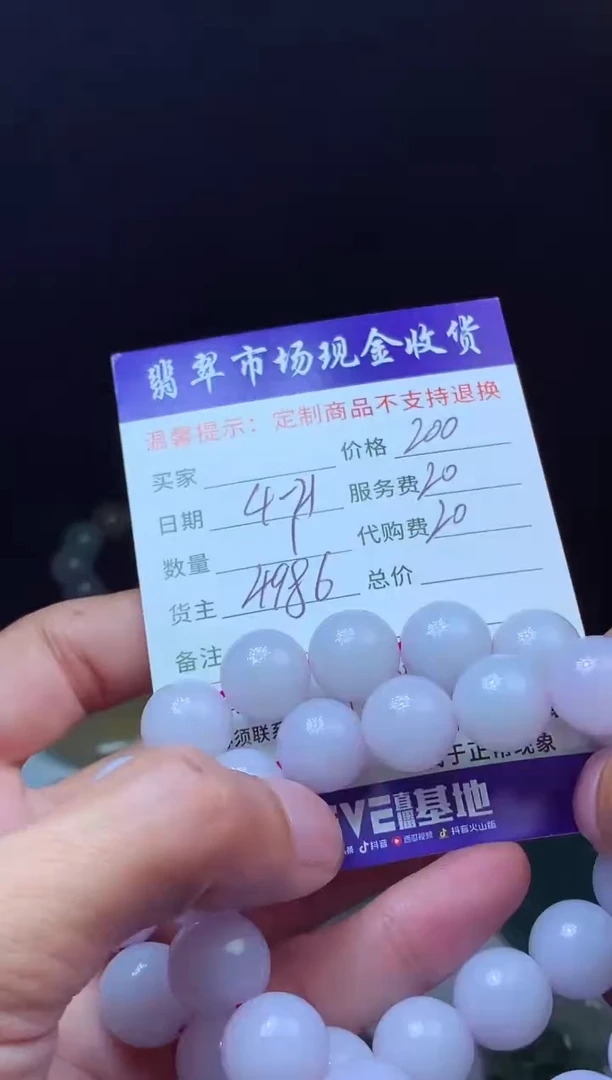 翡翠市场现金收货
温馨提示：定制商品不支持退换
买家 价格 200
日期 4-21 服务费 20
数量 1 代购费 20
货主 4986 总价
备注
须联系
于正常现象
VE直播基地
抖音 西瓜视频 抖音火山版